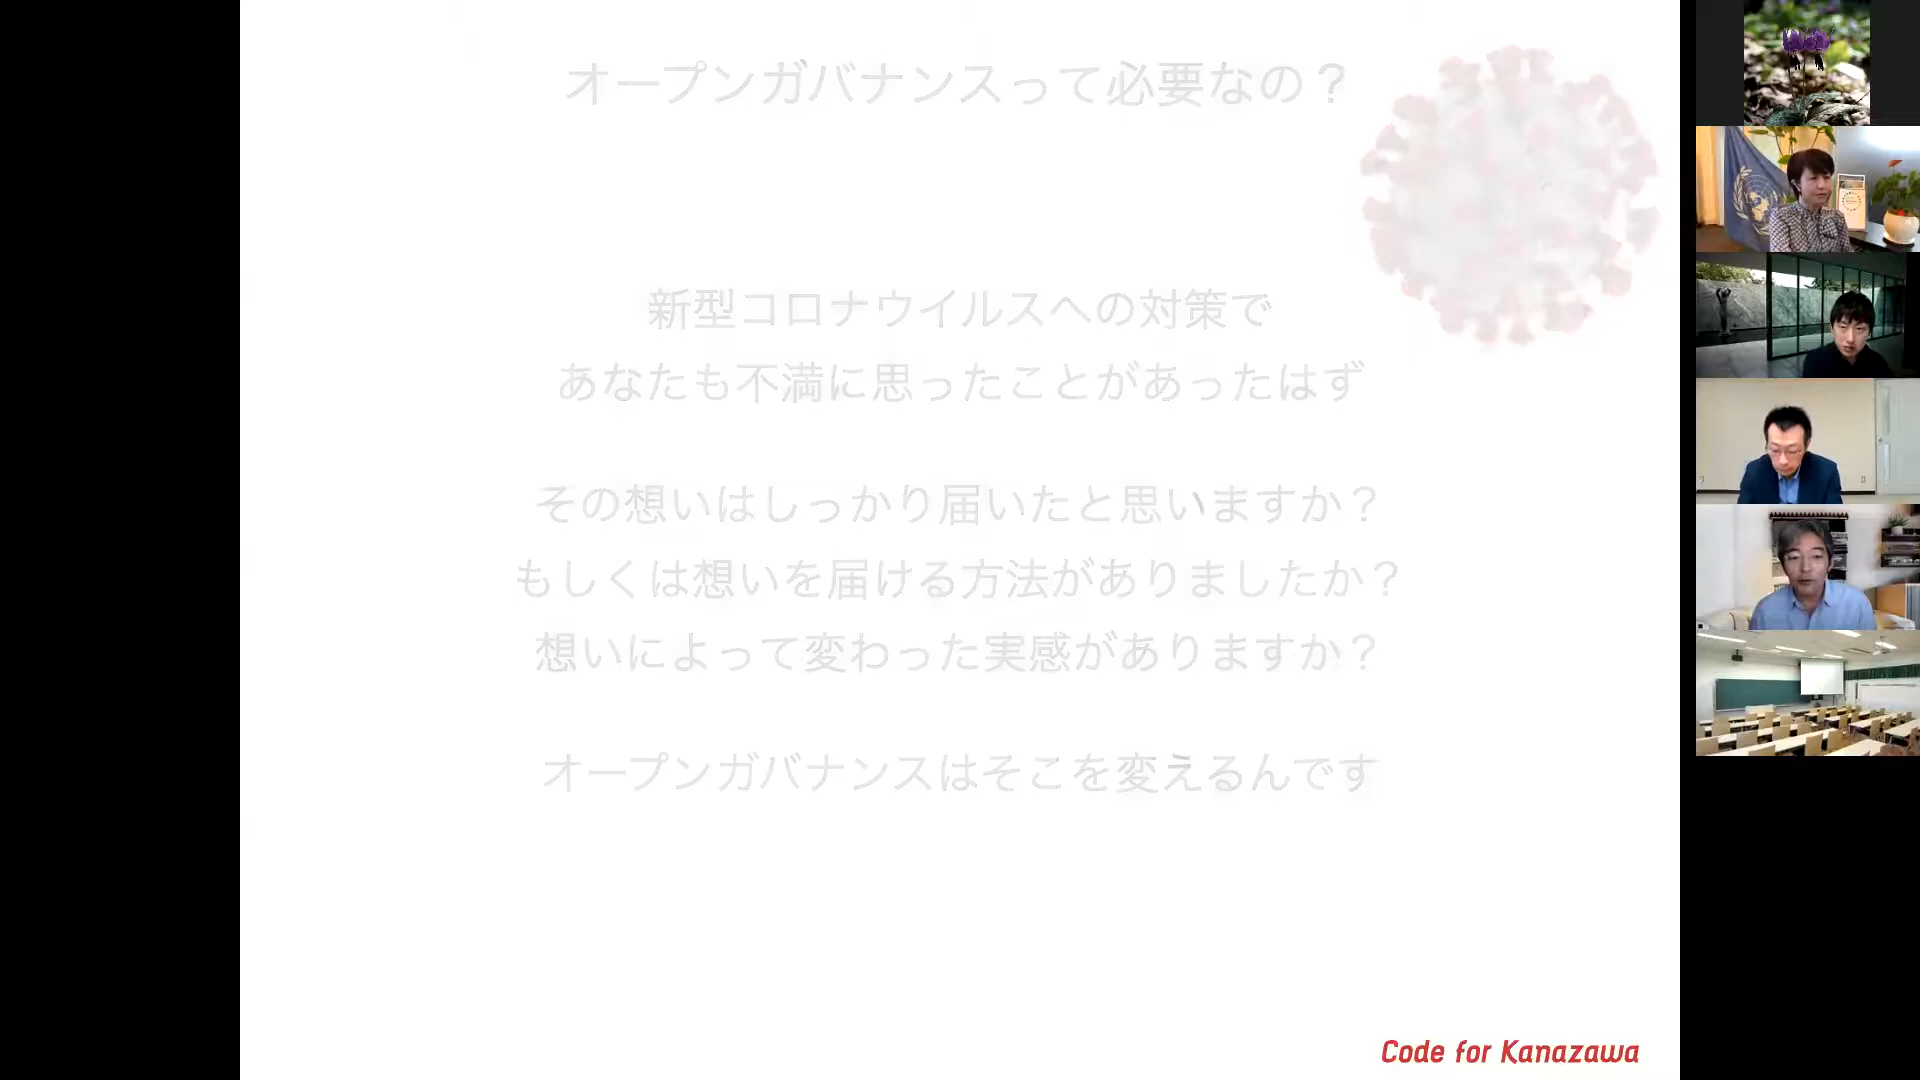 オープンガバナンスって必要なの？
新型コロナウイルスへの対策で
あなたも不満に思ったことがあったはず
その想いはしっかり届いたと思いますか？
もしくは想いを届ける方法がありましたか？
想いによって変わった実感がありますか？
オープンガバナンスはそこを変えるんです
Code for Kanazawa